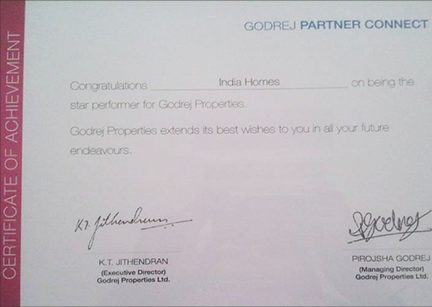 GODREJ PARTNER CONNECT
CERTIFICATE OF ACHIEVEMENT
Congratulations India Homes on being the
star performer for Godrej Properties.
Godrej Properties extends its best wishes to you in all your future
endeavours.
K.T. Jithendran
PGodrej
K.T. JITHENDRAN
(Executive Director)
Godrej Properties Ltd.
PIROJSHA GODREJ
(Managing Director)
Godrej Properties Ltd.